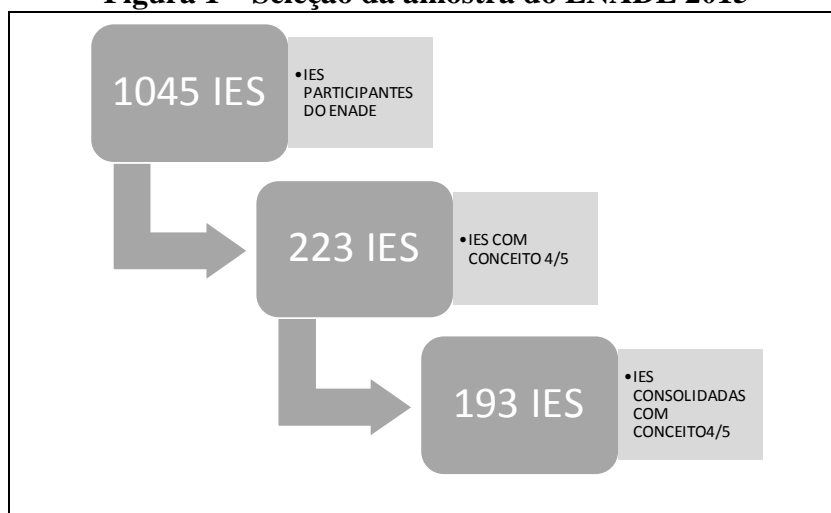 Figura 1 – Seleção da amostra do ENADE 2015
1045 IES
•IES
PARTICIPANTES
DO ENADE
223 IES
•IES COM
CONCEITO 4/5
193 IES
•IES
CONSOLIDADAS
COM
CONCEITO4/5